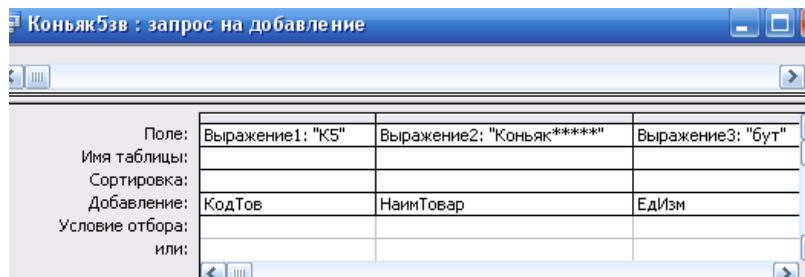 Коньяк5зв : запрос на добавление
Поле: Выражение1: "К5" Выражение2: "Коньяк*****" Выражение3: "бут"
Имя таблицы:
Сортировка:
Добавление: КодТов НаимТовар ЕдИзм
Условие отбора:
или: